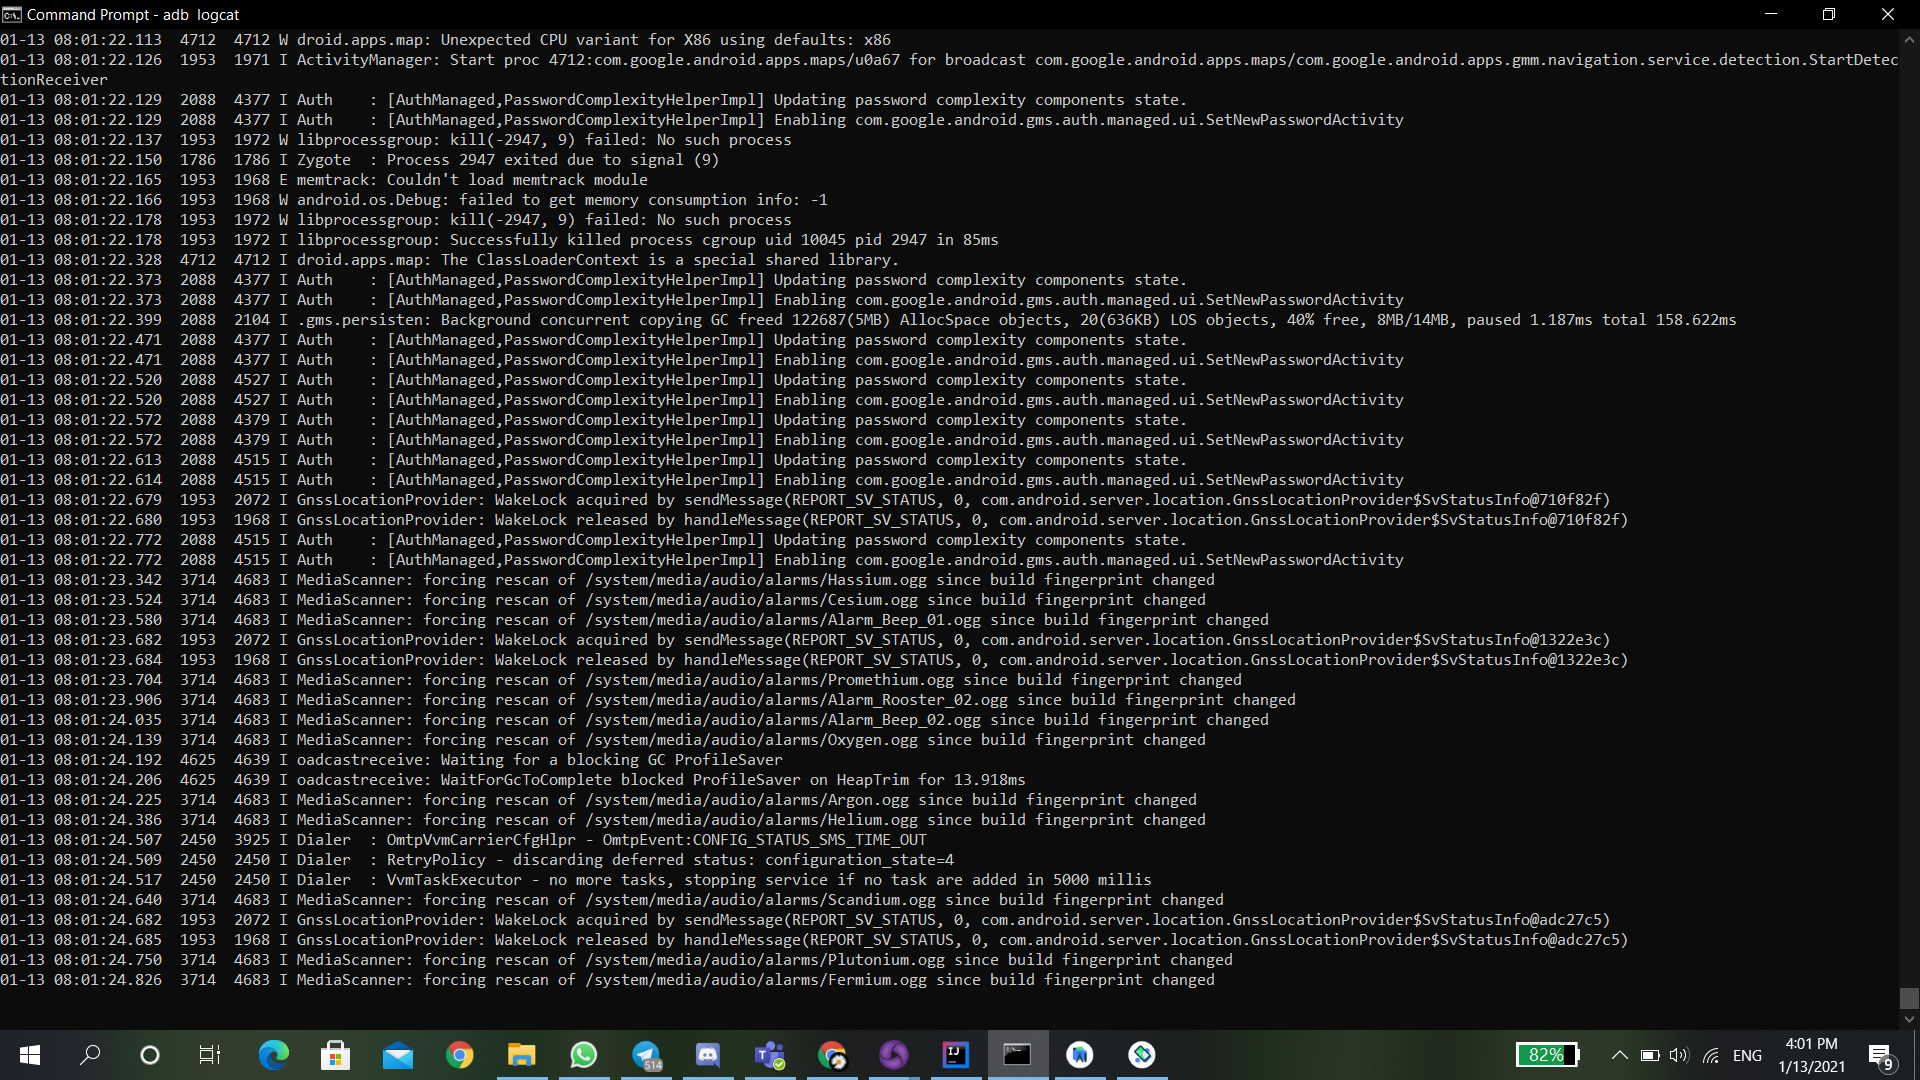 Command Prompt - adb  logcat
01-13 08:01:22.113  4712  4712 W droid.apps.map: Unexpected CPU variant for X86 using defaults: x86
01-13 08:01:22.126  1953  1971 I ActivityManager: Start proc 4712:com.google.android.apps.maps/u0a67 for broadcast com.google.android.apps.maps/com.google.android.apps.gmm.navigation.service.detection.StartDetec
tionReceiver
01-13 08:01:22.129  2088  4377 I Auth    : [AuthManaged,PasswordComplexityHelperImpl] Updating password complexity components state.
01-13 08:01:22.129  2088  4377 I Auth    : [AuthManaged,PasswordComplexityHelperImpl] Enabling com.google.android.gms.auth.managed.ui.SetNewPasswordActivity
01-13 08:01:22.137  1953  1972 W libprocessgroup: kill(-2947, 9) failed: No such process
01-13 08:01:22.150  1786  1786 I Zygote  : Process 2947 exited due to signal (9)
01-13 08:01:22.165  1953  1968 E memtrack: Couldn't load memtrack module
01-13 08:01:22.166  1953  1968 W android.os.Debug: failed to get memory consumption info: -1
01-13 08:01:22.178  1953  1972 W libprocessgroup: kill(-2947, 9) failed: No such process
01-13 08:01:22.178  1953  1972 I libprocessgroup: Successfully killed process cgroup uid 10045 pid 2947 in 85ms
01-13 08:01:22.328  4712  4712 I droid.apps.map: The ClassLoaderContext is a special shared library.
01-13 08:01:22.373  2088  4377 I Auth    : [AuthManaged,PasswordComplexityHelperImpl] Updating password complexity components state.
01-13 08:01:22.373  2088  4377 I Auth    : [AuthManaged,PasswordComplexityHelperImpl] Enabling com.google.android.gms.auth.managed.ui.SetNewPasswordActivity
01-13 08:01:22.399  2088  2104 I .gms.persisten: Background concurrent copying GC freed 122687(5MB) AllocSpace objects, 20(636KB) LOS objects, 40% free, 8MB/14MB, paused 1.187ms total 158.622ms
01-13 08:01:22.471  2088  4377 I Auth    : [AuthManaged,PasswordComplexityHelperImpl] Updating password complexity components state.
01-13 08:01:22.471  2088  4377 I Auth    : [AuthManaged,PasswordComplexityHelperImpl] Enabling com.google.android.gms.auth.managed.ui.SetNewPasswordActivity
01-13 08:01:22.520  2088  4527 I Auth    : [AuthManaged,PasswordComplexityHelperImpl] Updating password complexity components state.
01-13 08:01:22.520  2088  4527 I Auth    : [AuthManaged,PasswordComplexityHelperImpl] Enabling com.google.android.gms.auth.managed.ui.SetNewPasswordActivity
01-13 08:01:22.572  2088  4379 I Auth    : [AuthManaged,PasswordComplexityHelperImpl] Updating password complexity components state.
01-13 08:01:22.572  2088  4379 I Auth    : [AuthManaged,PasswordComplexityHelperImpl] Enabling com.google.android.gms.auth.managed.ui.SetNewPasswordActivity
01-13 08:01:22.613  2088  4515 I Auth    : [AuthManaged,PasswordComplexityHelperImpl] Updating password complexity components state.
01-13 08:01:22.614  2088  4515 I Auth    : [AuthManaged,PasswordComplexityHelperImpl] Enabling com.google.android.gms.auth.managed.ui.SetNewPasswordActivity
01-13 08:01:22.679  1953  2072 I GnssLocationProvider: WakeLock acquired by sendMessage(REPORT_SV_STATUS, 0, com.android.server.location.GnssLocationProvider$SvStatusInfo@710f82f)
01-13 08:01:22.680  1953  1968 I GnssLocationProvider: WakeLock released by handleMessage(REPORT_SV_STATUS, 0, com.android.server.location.GnssLocationProvider$SvStatusInfo@710f82f)
01-13 08:01:22.772  2088  4515 I Auth    : [AuthManaged,PasswordComplexityHelperImpl] Updating password complexity components state.
01-13 08:01:22.772  2088  4515 I Auth    : [AuthManaged,PasswordComplexityHelperImpl] Enabling com.google.android.gms.auth.managed.ui.SetNewPasswordActivity
01-13 08:01:23.342  3714  4683 I MediaScanner: forcing rescan of /system/media/audio/alarms/Hassium.ogg since build fingerprint changed
01-13 08:01:23.524  3714  4683 I MediaScanner: forcing rescan of /system/media/audio/alarms/Cesium.ogg since build fingerprint changed
01-13 08:01:23.580  3714  4683 I MediaScanner: forcing rescan of /system/media/audio/alarms/Alarm_Beep_01.ogg since build fingerprint changed
01-13 08:01:23.682  1953  2072 I GnssLocationProvider: WakeLock acquired by sendMessage(REPORT_SV_STATUS, 0, com.android.server.location.GnssLocationProvider$SvStatusInfo@1322e3c)
01-13 08:01:23.684  1953  1968 I GnssLocationProvider: WakeLock released by handleMessage(REPORT_SV_STATUS, 0, com.android.server.location.GnssLocationProvider$SvStatusInfo@1322e3c)
01-13 08:01:23.704  3714  4683 I MediaScanner: forcing rescan of /system/media/audio/alarms/Promethium.ogg since build fingerprint changed
01-13 08:01:23.906  3714  4683 I MediaScanner: forcing rescan of /system/media/audio/alarms/Alarm_Rooster_02.ogg since build fingerprint changed
01-13 08:01:24.035  3714  4683 I MediaScanner: forcing rescan of /system/media/audio/alarms/Alarm_Beep_02.ogg since build fingerprint changed
01-13 08:01:24.139  3714  4683 I MediaScanner: forcing rescan of /system/media/audio/alarms/Oxygen.ogg since build fingerprint changed
01-13 08:01:24.192  4625  4639 I oadcastreceive: Waiting for a blocking GC ProfileSaver
01-13 08:01:24.206  4625  4639 I oadcastreceive: WaitForGcToComplete blocked ProfileSaver on HeapTrim for 13.918ms
01-13 08:01:24.225  3714  4683 I MediaScanner: forcing rescan of /system/media/audio/alarms/Argon.ogg since build fingerprint changed
01-13 08:01:24.386  3714  4683 I MediaScanner: forcing rescan of /system/media/audio/alarms/Helium.ogg since build fingerprint changed
01-13 08:01:24.507  2450  3925 I Dialer  : OmtpVvmCarrierCfgHlpr - OmtpEvent:CONFIG_STATUS_SMS_TIME_OUT
01-13 08:01:24.509  2450  2450 I Dialer  : RetryPolicy - discarding deferred status: configuration_state=4
01-13 08:01:24.517  2450  2450 I Dialer  : VvmTaskExecutor - no more tasks, stopping service if no task are added in 5000 millis
01-13 08:01:24.640  3714  4683 I MediaScanner: forcing rescan of /system/media/audio/alarms/Scandium.ogg since build fingerprint changed
01-13 08:01:24.682  1953  2072 I GnssLocationProvider: WakeLock acquired by sendMessage(REPORT_SV_STATUS, 0, com.android.server.location.GnssLocationProvider$SvStatusInfo@adc27c5)
01-13 08:01:24.685  1953  1968 I GnssLocationProvider: WakeLock released by handleMessage(REPORT_SV_STATUS, 0, com.android.server.location.GnssLocationProvider$SvStatusInfo@adc27c5)
01-13 08:01:24.750  3714  4683 I MediaScanner: forcing rescan of /system/media/audio/alarms/Plutonium.ogg since build fingerprint changed
01-13 08:01:24.826  3714  4683 I MediaScanner: forcing rescan of /system/media/audio/alarms/Fermium.ogg since build fingerprint changed
514
IJ
82%
ENG
4:01 PM
1/13/2021
9